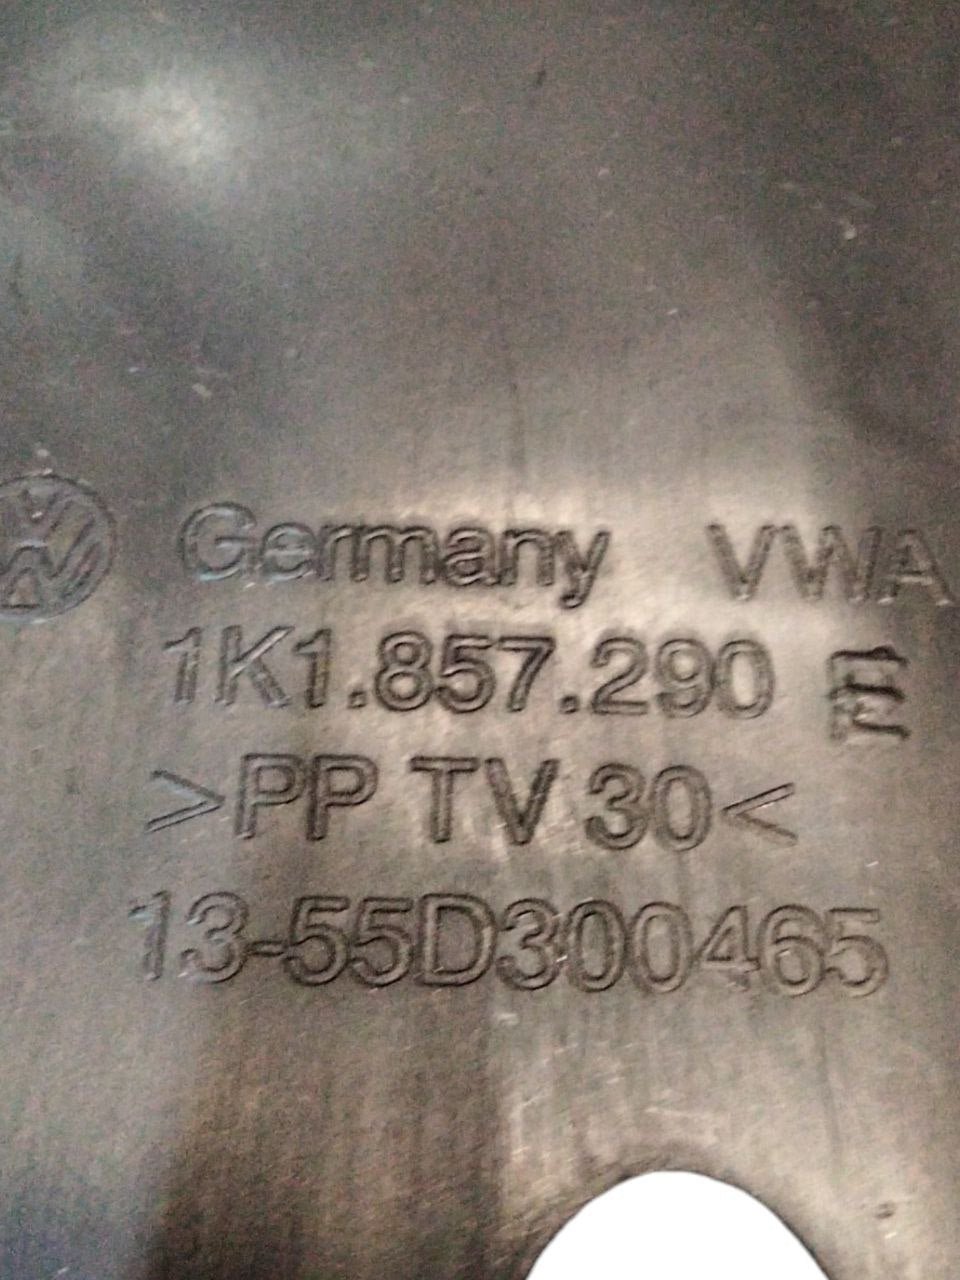 Germany VWA
1K1.857.290 E
>PP TV 30<
13-55D300465